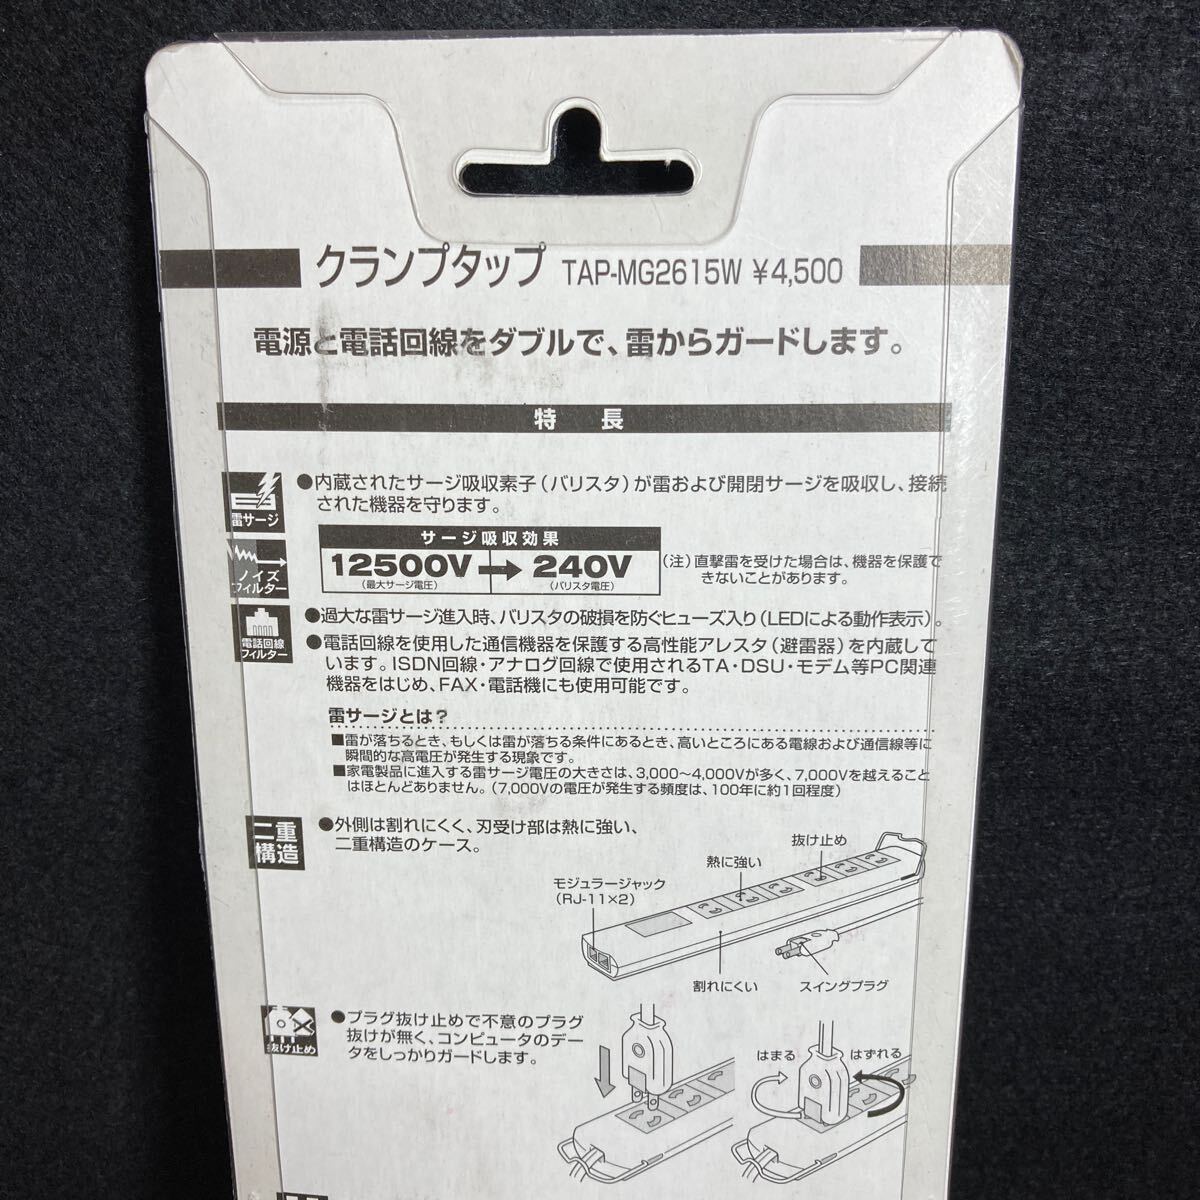 クランプタップ TAP-MG2615W ¥4,500
電源と電話回線をダブルで、雷からガードします。
特 長
雷サージ
●内蔵されたサージ吸収素子(バリスタ)が雷および開閉サージを吸収し、接続
された機器を守ります。
サージ吸収効果
12500V→240V
(最大サージ電圧) (バリスタ電圧)
(注)直撃雷を受けた場合は、機器を保護で
きないことがあります。
ノイズ
フィルター
●過大な雷サージ進入時、バリスタの破損を防ぐヒューズ入り(LEDによる動作表示)。
電話回線
フィルター
●電話回線を使用した通信機器を保護する高性能アレスタ(避雷器)を内蔵して
います。ISDN回線・アナログ回線で使用されるTA・DSU・モデム等PC関連
機器をはじめ、FAX・電話機にも使用可能です。
雷サージとは?
■雷が落ちるとき、もしくは雷が落ちる条件にあるとき、高いところにある電線および通信線等に
瞬間的な高電圧が発生する現象です。
■家電製品に進入する雷サージ電圧の大きさは、3,000〜4,000Vが多く、7,000Vを越えること
はほとんどありません。(7,000Vの電圧が発生する頻度は、100年に約1回程度)
二重
構造
●外側は割れにくく、刃受け部は熱に強い、
二重構造のケース。
抜け止め
熱に強い
モジュラージャック
(RJ-11×2)
割れにくい
スイングプラグ
抜け止め
●プラグ抜け止めで不意のプラグ
抜けが無く、コンピュータのデー
タをしっかりガードします。
はまる
はずれる